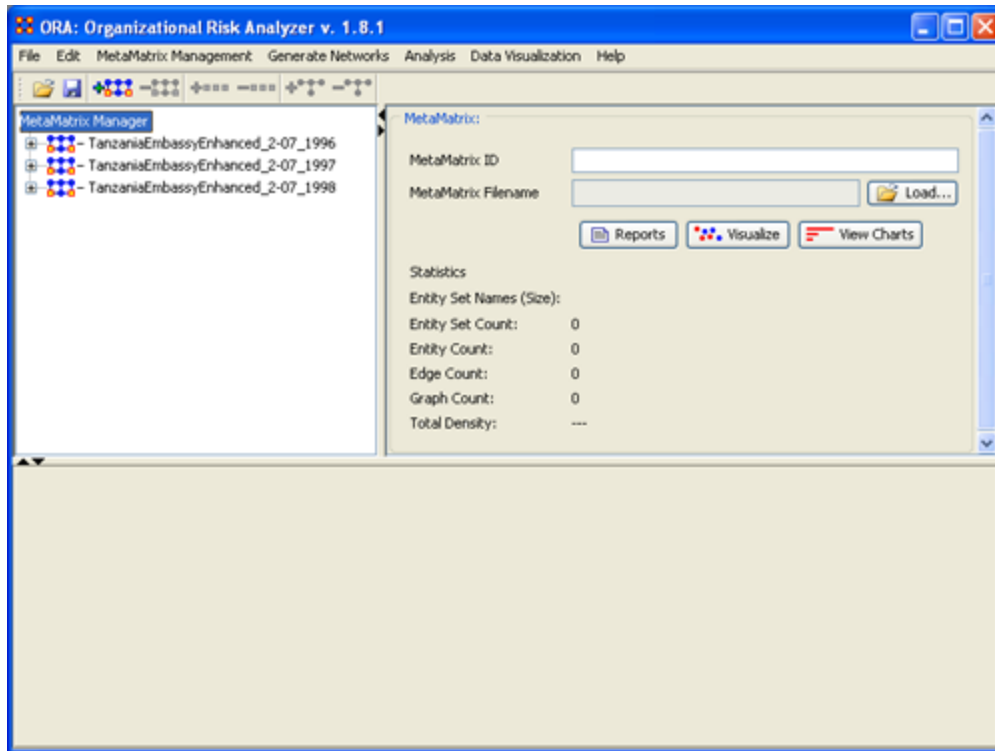 ORA: Organizational Risk Analyzer v. 1.8.1
File Edit MetaMatrix Management Generate Networks Analysis Data Visualization Help
MetaMatrix Manager
TanzaniaEmbassyEnhanced_2-07_1996
TanzaniaEmbassyEnhanced_2-07_1997
TanzaniaEmbassyEnhanced_2-07_1998
MetaMatrix:
MetaMatrix ID
MetaMatrix Filename Load...
Reports Visualize View Charts
Statistics
Entity Set Names (Size):
Entity Set Count: 0
Entity Count: 0
Edge Count: 0
Graph Count: 0
Total Density: ---